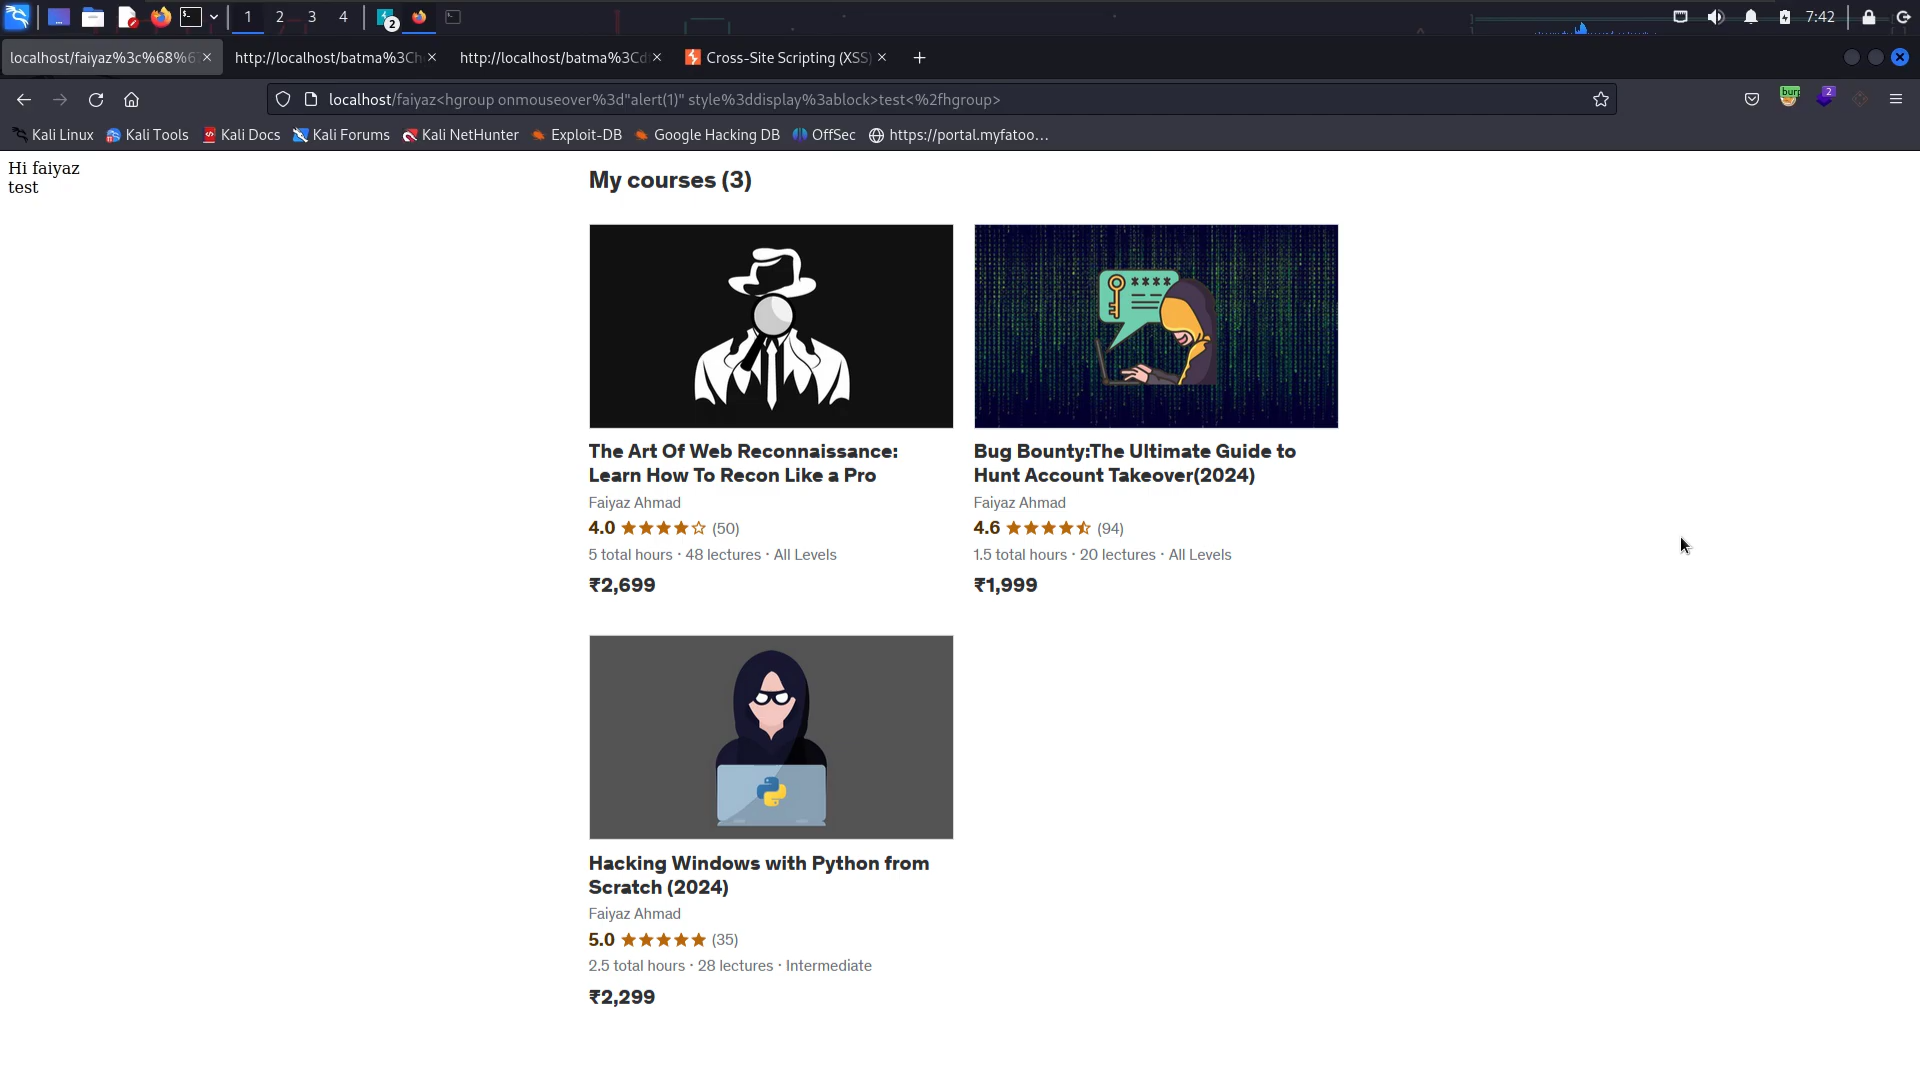 1 2 3 4 2 7:42
localhost/faiyaz%3c%68%6 http://localhost/batma%3Ch http://localhost/batma%3Cd Cross-Site Scripting (XSS)
localhost/faiyaz<hgroup onmouseover%3d"alert(1)" style%3ddisplay%3ablock>test<%2fhgroup> burp 2
Kali Linux Kali Tools Kali Docs Kali Forums Kali NetHunter Exploit-DB Google Hacking DB OffSec https://portal.myfatoo…
Hi faiyaz
test
My courses (3)
****
The Art Of Web Reconnaissance:
Learn How To Recon Like a Pro
Faiyaz Ahmad
4.0 (50)
5 total hours · 48 lectures · All Levels
₹2,699
Bug Bounty:The Ultimate Guide to
Hunt Account Takeover(2024)
Faiyaz Ahmad
4.6 (94)
1.5 total hours · 20 lectures · All Levels
₹1,999
Hacking Windows with Python from
Scratch (2024)
Faiyaz Ahmad
5.0 (35)
2.5 total hours · 28 lectures · Intermediate
₹2,299